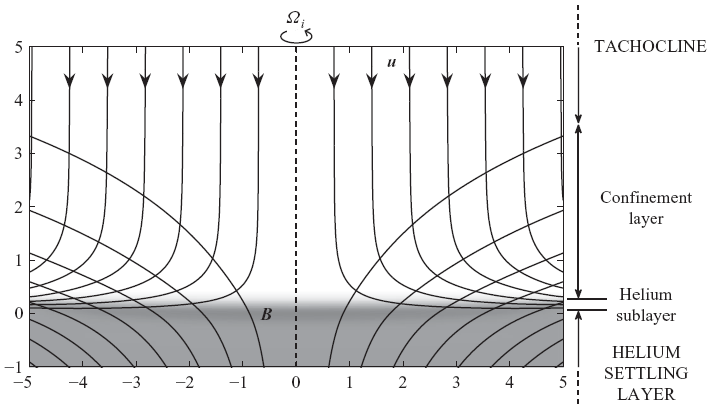 Ωᵢ
5
TACHOCLINE
u
4
3
2
Confinement
layer
1
Helium
sublayer
0
B
HELIUM
SETTLING
LAYER
−1
−5 −4 −3 −2 −1 0 1 2 3 4 5